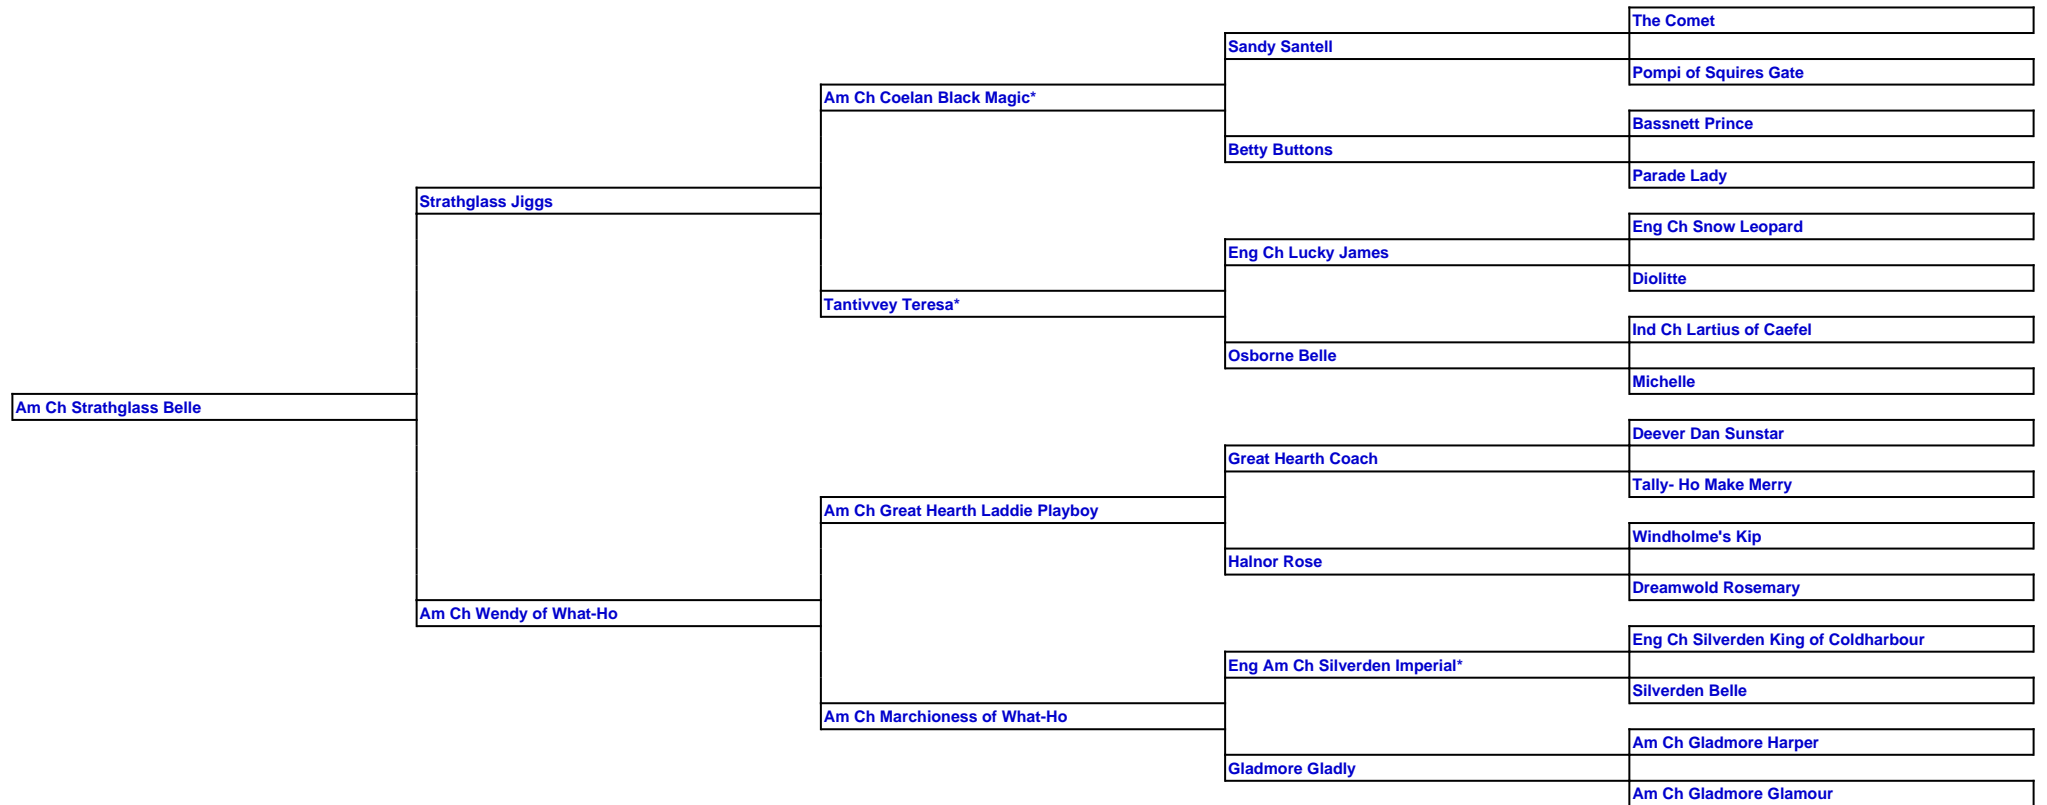 The Comet
Sandy Santell
Pompi of Squires Gate
Am Ch Coelan Black Magic*
Bassnett Prince
Betty Buttons
Parade Lady
Strathglass Jiggs
Eng Ch Snow Leopard
Eng Ch Lucky James
Diolitte
Tantivvey Teresa*
Ind Ch Lartius of Caefel
Osborne Belle
Michelle
Am Ch Strathglass Belle
Deever Dan Sunstar
Great Hearth Coach
Tally- Ho Make Merry
Am Ch Great Hearth Laddie Playboy
Windholme's Kip
Halnor Rose
Dreamwold Rosemary
Am Ch Wendy of What-Ho
Eng Ch Silverden King of Coldharbour
Eng Am Ch Silverden Imperial*
Silverden Belle
Am Ch Marchioness of What-Ho
Am Ch Gladmore Harper
Gladmore Gladly
Am Ch Gladmore Glamour